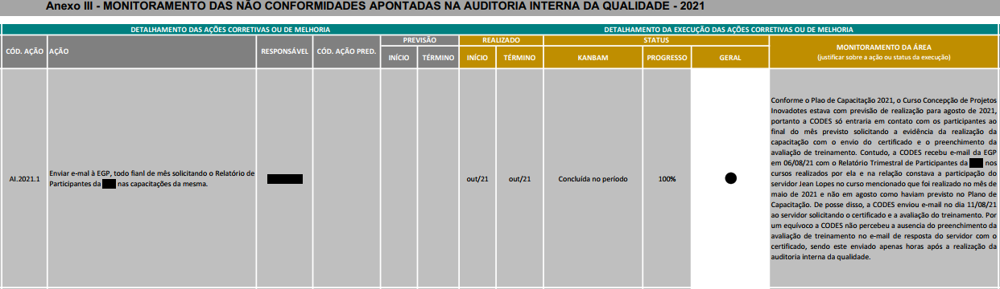 Anexo III - MONITORAMENTO DAS NÃO CONFORMIDADES APONTADAS NA AUDITORIA INTERNA DA QUALIDADE - 2021
DETALHAMENTO DAS AÇÕES CORRETIVAS OU DE MELHORIA
DETALHAMENTO DA EXECUÇÃO DAS AÇÕES CORRETIVAS OU DE MELHORIA
CÓD. AÇÃO
AÇÃO
RESPONSÁVEL
CÓD. AÇÃO PRED.
PREVISÃO
INÍCIO
TÉRMINO
REALIZADO
INÍCIO
TÉRMINO
STATUS
KANBAM
PROGRESSO
GERAL
MONITORAMENTO DA ÁREA
(justificar sobre a ação ou status da execução)
AI.2021.1
Enviar e-mal à EGP, todo fianl de mês solicitando o Relatório de
Participantes da nas capacitações da mesma.
out/21
out/21
Concluída no período
100%
Conforme o Plao de Capacitação 2021, o Curso Concepção de Projetos
Inovadotes estava com previsão de realização para agosto de 2021,
portanto a CODES só entraria em contato com os participantes ao
final do mês previsto solicitando a evidência da realização da
capacitação com o envio do certificado e o preenchimento da
avaliação de treinamento. Contudo, a CODES recebu e-mail da EGP
em 06/08/21 com o Relatório Trimestral de Participantes da nos
cursos realizados por ela e na relação constava a participação do
servidor Jean Lopes no curso mencionado que foi realizado no mês de
maio de 2021 e não em agosto como haviam previsto no Plano de
Capacitação. De posse disso, a CODES enviou e-mail no dia 11/08/21
ao servidor solicitando o certificado e a avaliação do treinamento. Por
um equívoco a CODES não percebeu a ausencia do preenchimento da
avaliação de treinamento no e-mail de resposta do servidor com o
certificado, sendo este enviado apenas horas após a realização da
auditoria interna da qualidade.